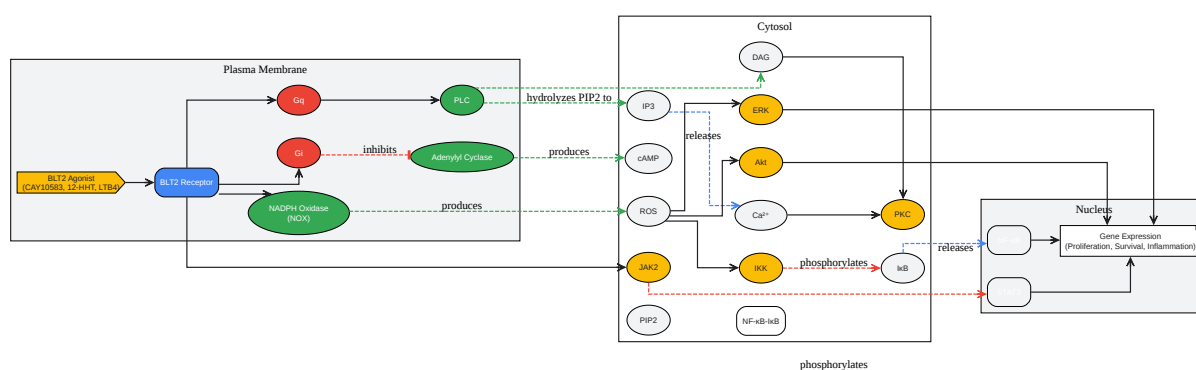 Cytosol
Plasma Membrane
DAG
Gq
PLC
hydrolyzes PIP2 to
IP3
ERK
releases
Gi
inhibits
Adenylyl Cyclase
produces
cAMP
Akt
BLT2 Agonist
(CAY10583, 12-HHT, LTB4)
BLT2 Receptor
NADPH Oxidase
(NOX)
produces
ROS
Ca²⁺
PKC
Nucleus
Gene Expression
(Proliferation, Survival, Inflammation)
releases
JAK2
IKK
phosphorylates
IκB
PIP2
NF-κB-IκB
phosphorylates